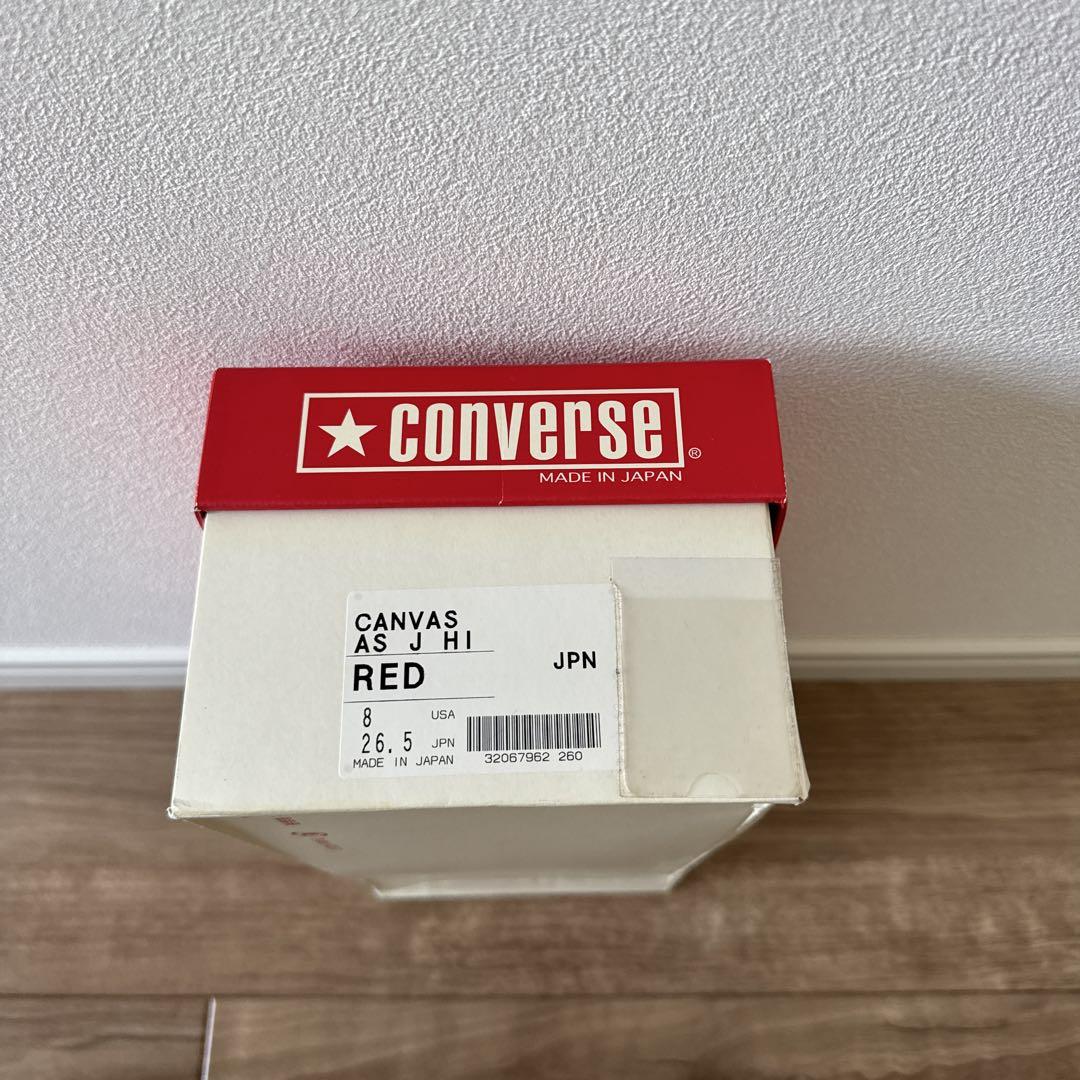 ★ CONVERSE ®
MADE IN JAPAN
CANVAS
AS J HI
RED
JPN
8 USA
26.5 JPN
MADE IN JAPAN
32067962 260